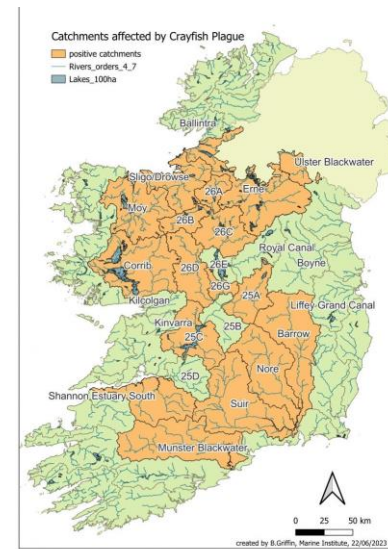 Catchments affected by Crayfish Plague
positive catchments
Rivers_orders_4_7
Lakes_100ha
Ballintra
Ulster Blackwater
Sligo Drowse
26A
Erne
Moy
26B
26C
Royal Canal
Boyne
Corrib
26D
26E
26G
Kilcolgan
25A
Liffey Grand Canal
Kinvarra
25B
Barrow
25C
Nore
25D
Shannon Estuary South
Suir
Munster Blackwater
0 25 50 km
created by B.Griffin, Marine Institute, 22/06/2023